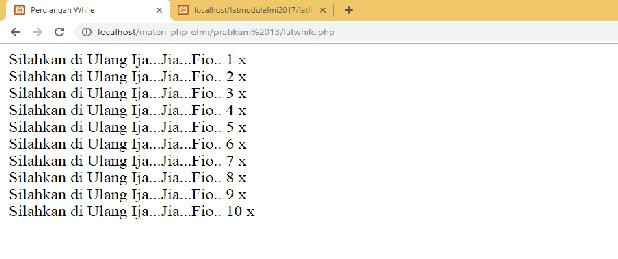 Perulangan While
localhost/latmodulefmi2017/latf
localhost/materi_php_efmi/pratikum%2013/latwhile.php
Silahkan di Ulang Ija...Jia...Fio.. 1 x
Silahkan di Ulang Ija...Jia...Fio.. 2 x
Silahkan di Ulang Ija...Jia...Fio.. 3 x
Silahkan di Ulang Ija...Jia...Fio.. 4 x
Silahkan di Ulang Ija...Jia...Fio.. 5 x
Silahkan di Ulang Ija...Jia...Fio.. 6 x
Silahkan di Ulang Ija...Jia...Fio.. 7 x
Silahkan di Ulang Ija...Jia...Fio.. 8 x
Silahkan di Ulang Ija...Jia...Fio.. 9 x
Silahkan di Ulang Ija...Jia...Fio.. 10 x